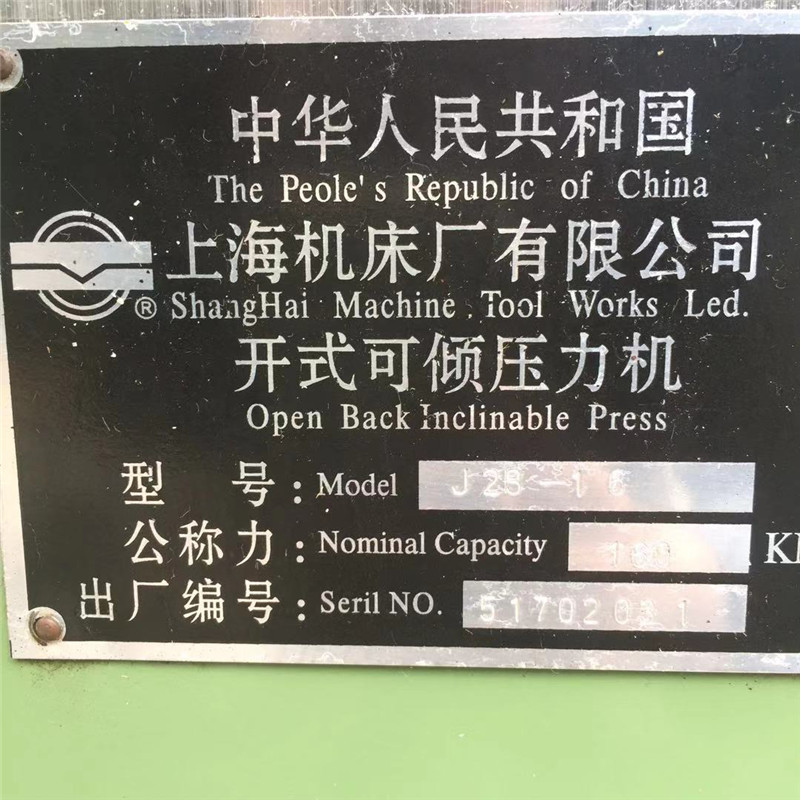 中华人民共和国
The Peole's Republic of China
上海机床厂有限公司
® ShangHai Machine Tool Works Led.
开式可倾压力机
Open Back Inclinable Press
型 号: Model
公称力: Nominal Capacity
出厂编号: Seril NO.